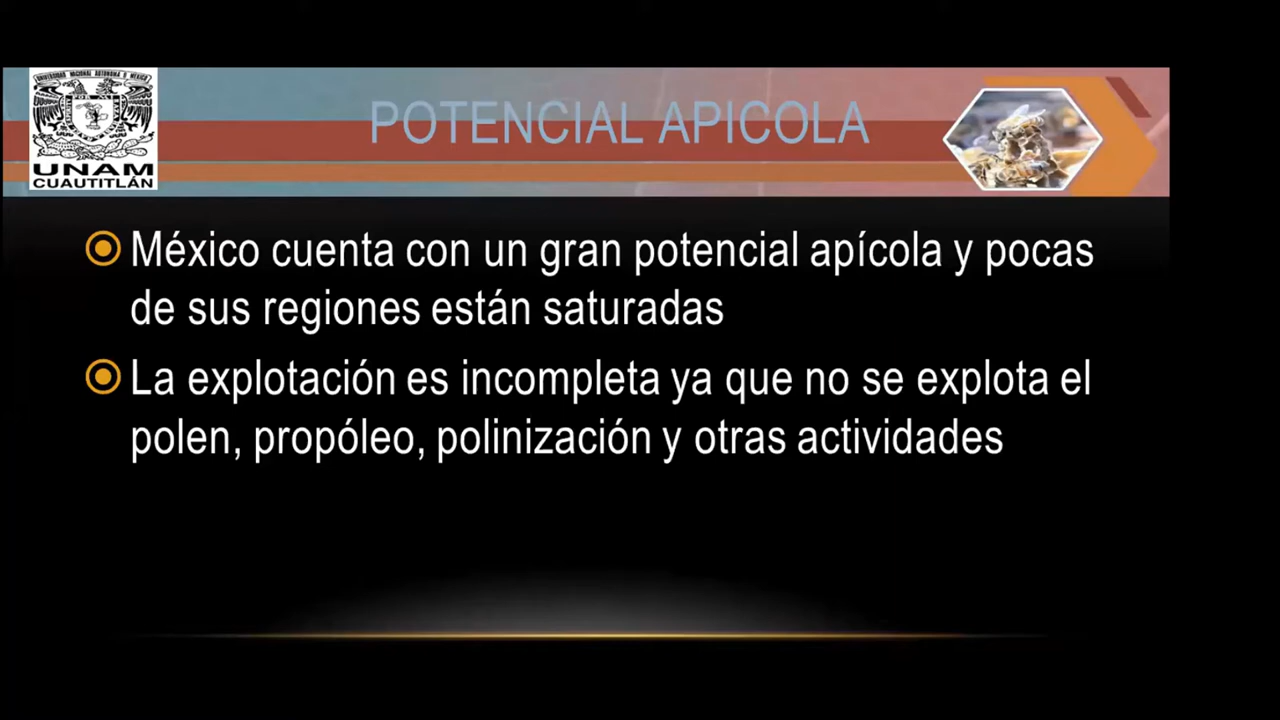 POTENCIAL APICOLA
UNAM
CUAUTITLÁN
México cuenta con un gran potencial apícola y pocas
de sus regiones están saturadas
La explotación es incompleta ya que no se explota el
polen, propóleo, polinización y otras actividades